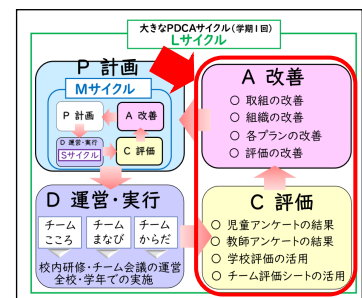 大きなPDCAサイクル(学期1回)
Lサイクル
P 計画
Mサイクル
P 計画
A 改善
D 運営・実行
Sサイクル
C 評価
A 改善
○ 取組の改善
○ 組織の改善
○ 各プランの改善
○ 評価の改善
D 運営・実行
チーム
こころ
チーム
まなび
チーム
からだ
校内研修・チーム会議の運営
全校・学年での実施
C 評価
○ 児童アンケートの結果
○ 教師アンケートの結果
○ 学校評価の活用
○ チーム評価シートの活用